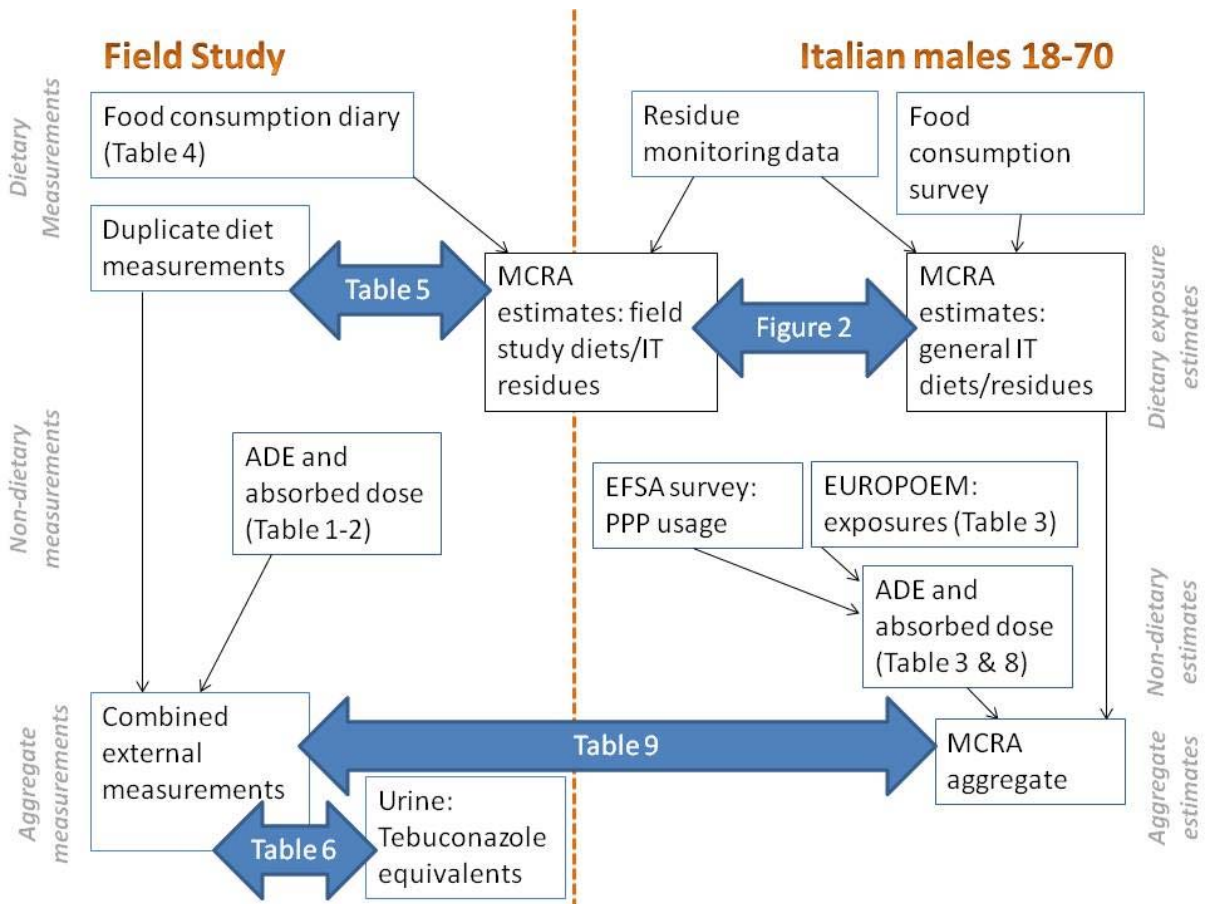 Field Study
Italian males 18-70
Dietary
Measurements
Food consumption diary
(Table 4)
Residue
monitoring data
Food
consumption
survey
Duplicate diet
measurements
Table 5
MCRA
estimates: field
study diets/IT
residues
Figure 2
MCRA
estimates:
general IT
diets/residues
Dietary exposure
estimates
Non-dietary
measurements
ADE and
absorbed dose
(Table 1-2)
EFSA survey:
PPP usage
EUROPOEM:
exposures (Table 3)
ADE and
absorbed dose
(Table 3 & 8)
Non-dietary
estimates
Aggregate
measurements
Combined
external
measurements
Table 9
MCRA
aggregate
Aggregate
estimates
Table 6
Urine:
Tebuconazole
equivalents